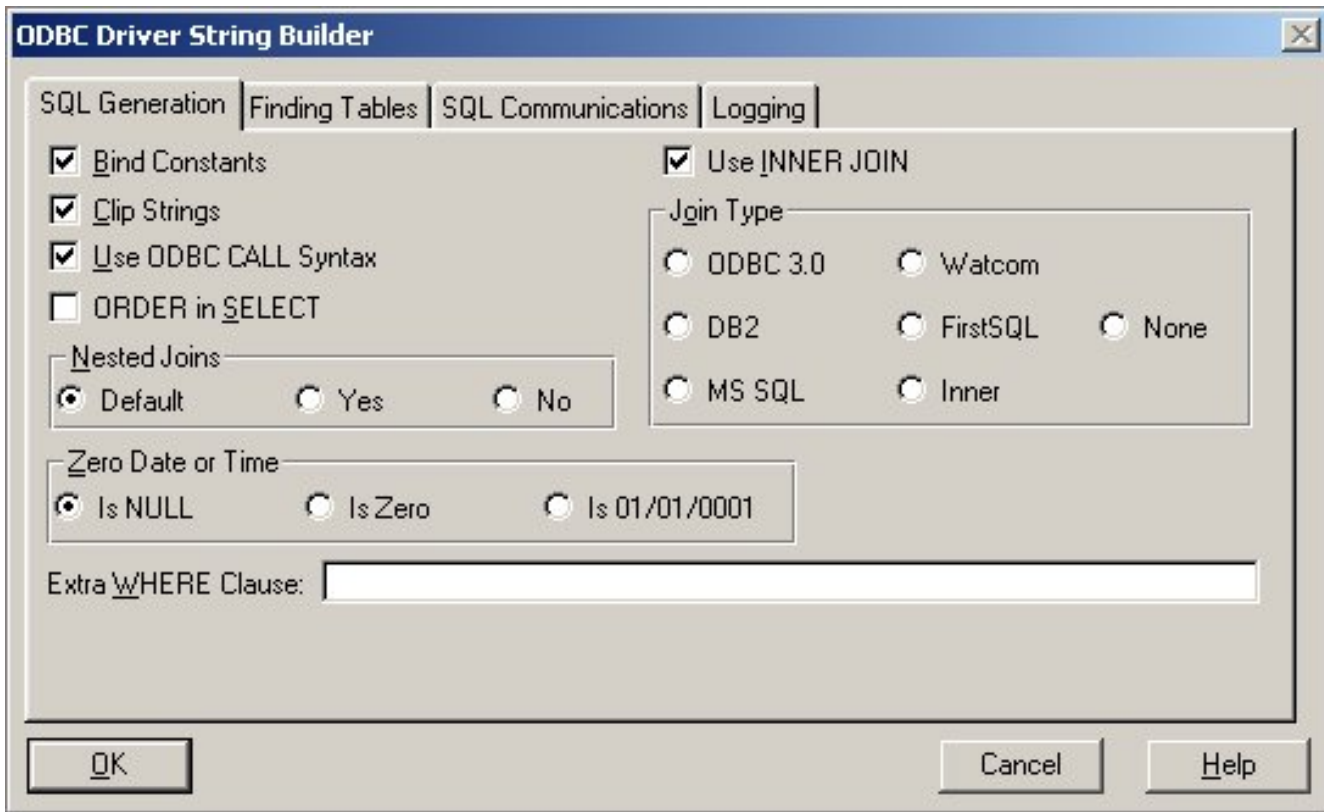 ODBC Driver String Builder
SQL Generation Finding Tables SQL Communications Logging
Bind Constants
Clip Strings
Use ODBC CALL Syntax
ORDER in SELECT
Nested Joins
Default Yes No
Use INNER JOIN
Join Type
ODBC 3.0 Watcom
DB2 FirstSQL None
MS SQL Inner
Zero Date or Time
Is NULL Is Zero Is 01/01/0001
Extra WHERE Clause:
OK Cancel Help